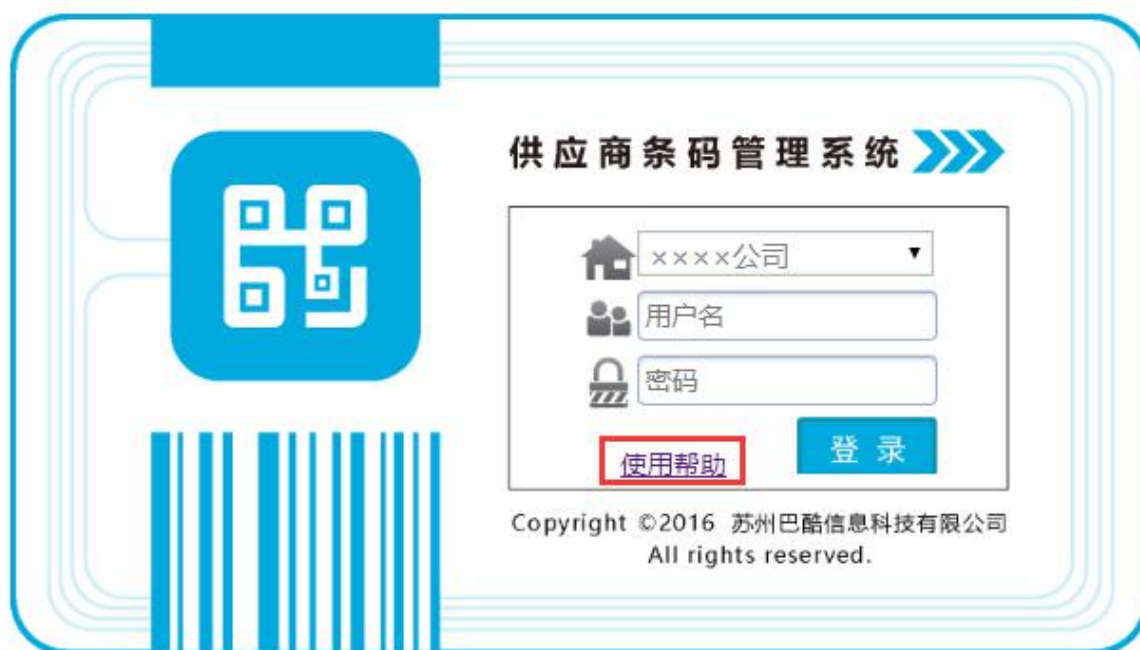 供应商条码管理系统
××××公司
用户名
密码
使用帮助
登录
Copyright ©2016 苏州巴酷信息科技有限公司
All rights reserved.